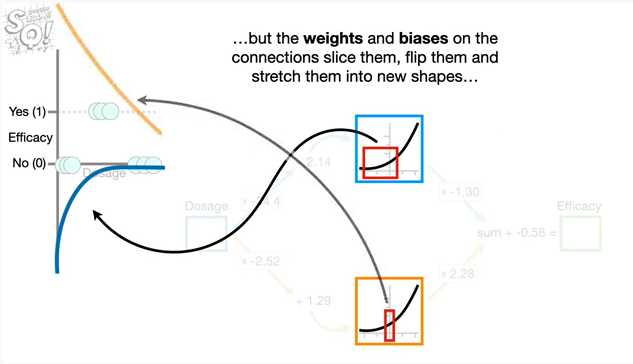 StatQuest!
…but the weights and biases on the
connections slice them, flip them and
stretch them into new shapes…
Yes (1)
Efficacy
No (0)
Dosage
2.14
x -1.30
Dosage
Efficacy
sum + -0.58 =
x -2.52
x 2.28
+ 1.29